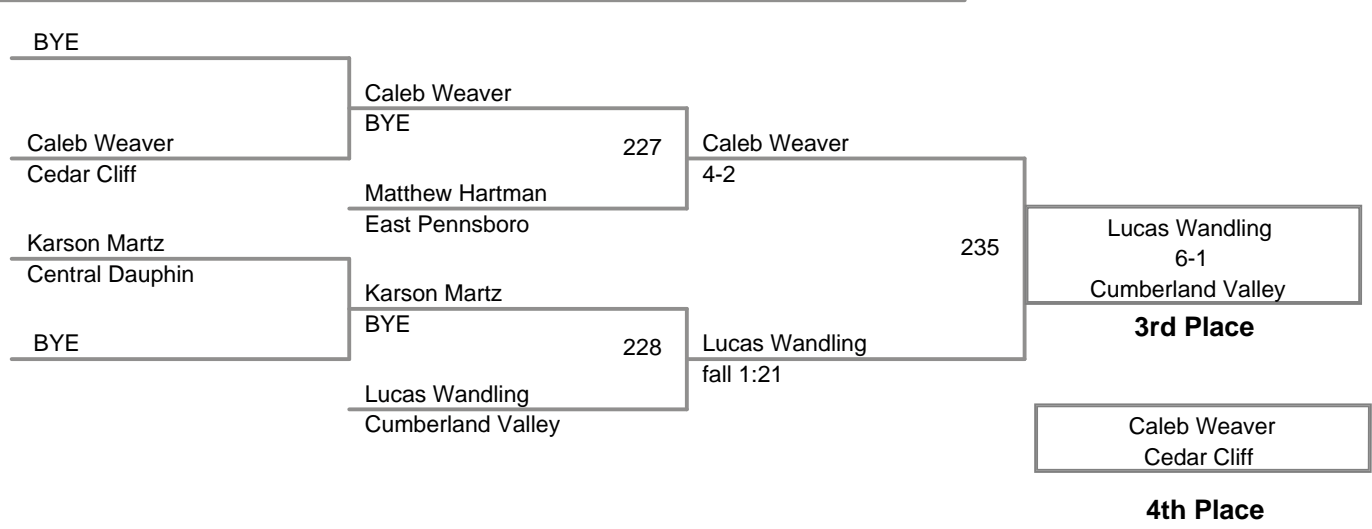 BYE
Caleb Weaver
BYE
Caleb Weaver
Cedar Cliff
227
Caleb Weaver
4-2
Matthew Hartman
East Pennsboro
Karson Martz
Central Dauphin
235
Lucas Wandling
6-1
Cumberland Valley
3rd Place
Karson Martz
BYE
BYE
228
Lucas Wandling
fall 1:21
Lucas Wandling
Cumberland Valley
Caleb Weaver
Cedar Cliff
4th Place